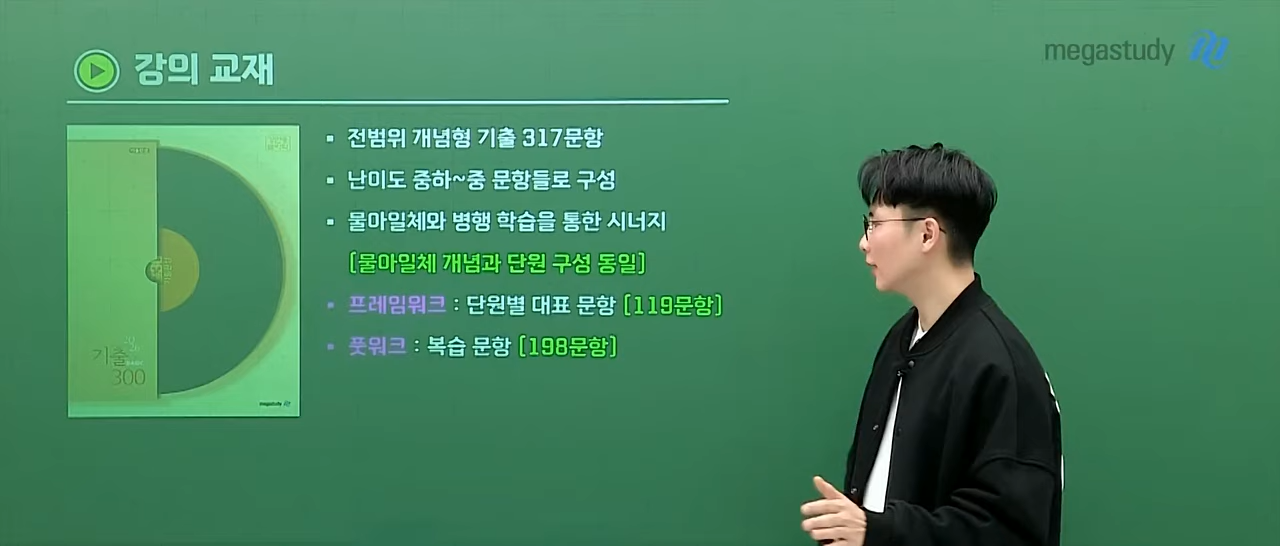 강의 교재
megastudy
전범위 개념형 기출 317문항
난이도 중하~중 문항들로 구성
물아일체와 병행 학습을 통한 시너지
[물아일체 개념과 단원 구성 동일]
프레임워크 : 단원별 대표 문항 [119문항]
풋워크 : 복습 문항 [198문항]
기출
300
megastudy